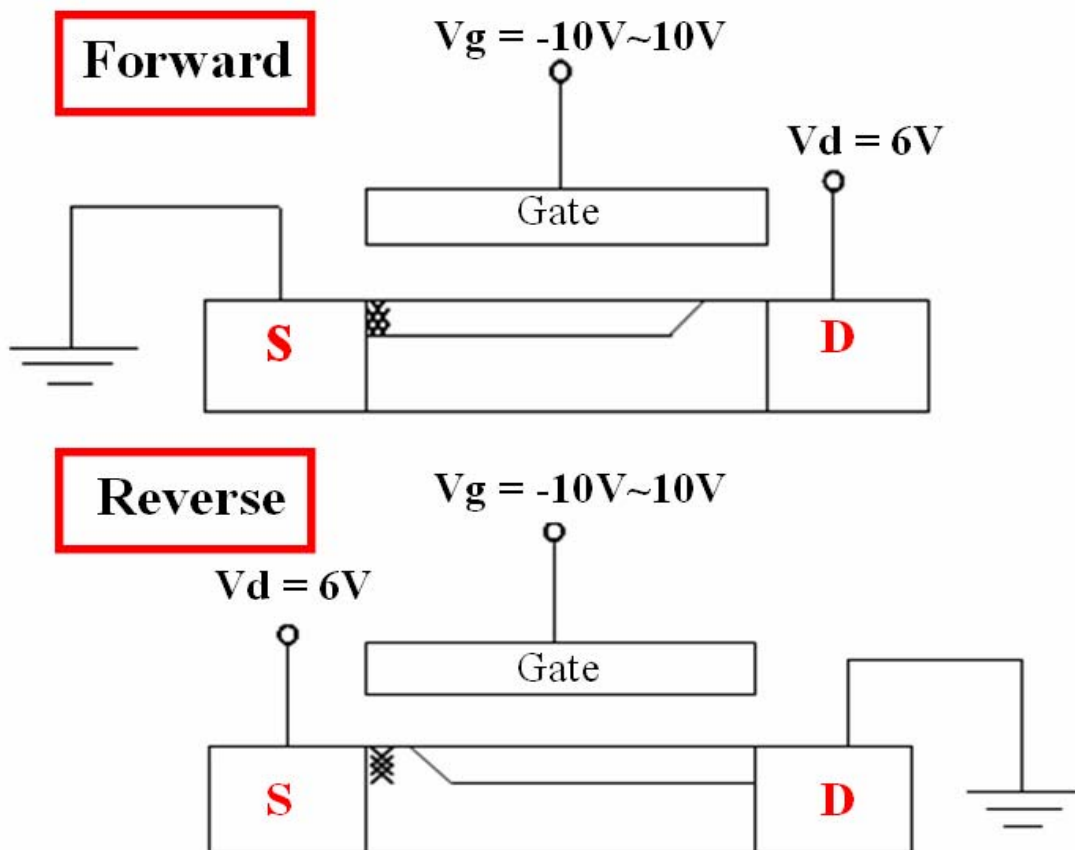 Forward
Vg = -10V~10V
Vd = 6V
Gate
S
D
Reverse
Vg = -10V~10V
Vd = 6V
Gate
S
D